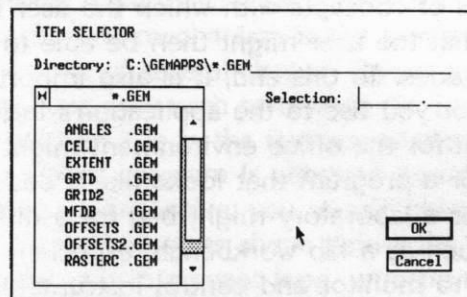 ITEM SELECTOR
Directory: C:\GEMAPPS\*.GEM
*.GEM
Selection:
ANGLES .GEM
CELL .GEM
EXTENT .GEM
GRID .GEM
GRID2 .GEM
MFDB .GEM
OFFSETS .GEM
OFFSETS2.GEM
RASTERC .GEM
OK
Cancel